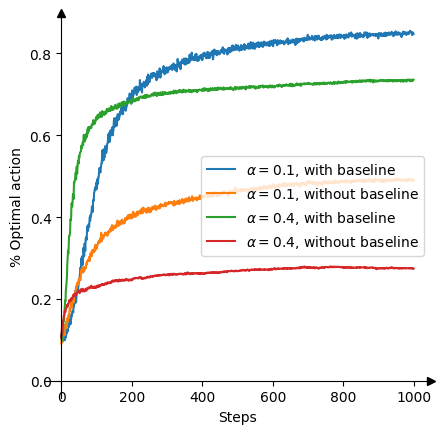 0.8
0.6
0.4
0.2
0.0
% Optimal action
α = 0.1, with baseline
α = 0.1, without baseline
α = 0.4, with baseline
α = 0.4, without baseline
0 200 400 600 800 1000
Steps